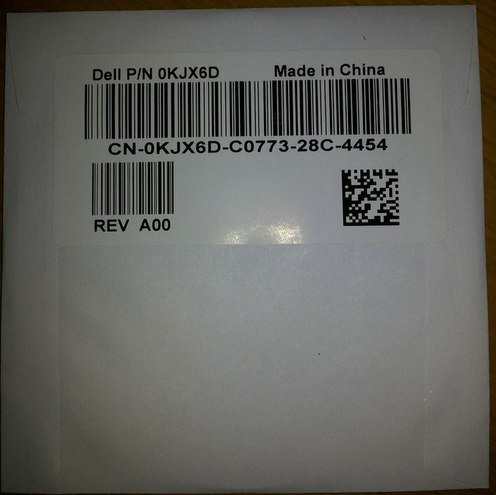 Dell P/N 0KJX6D Made in China
CN-0KJX6D-C0773-28C-4454
REV A00